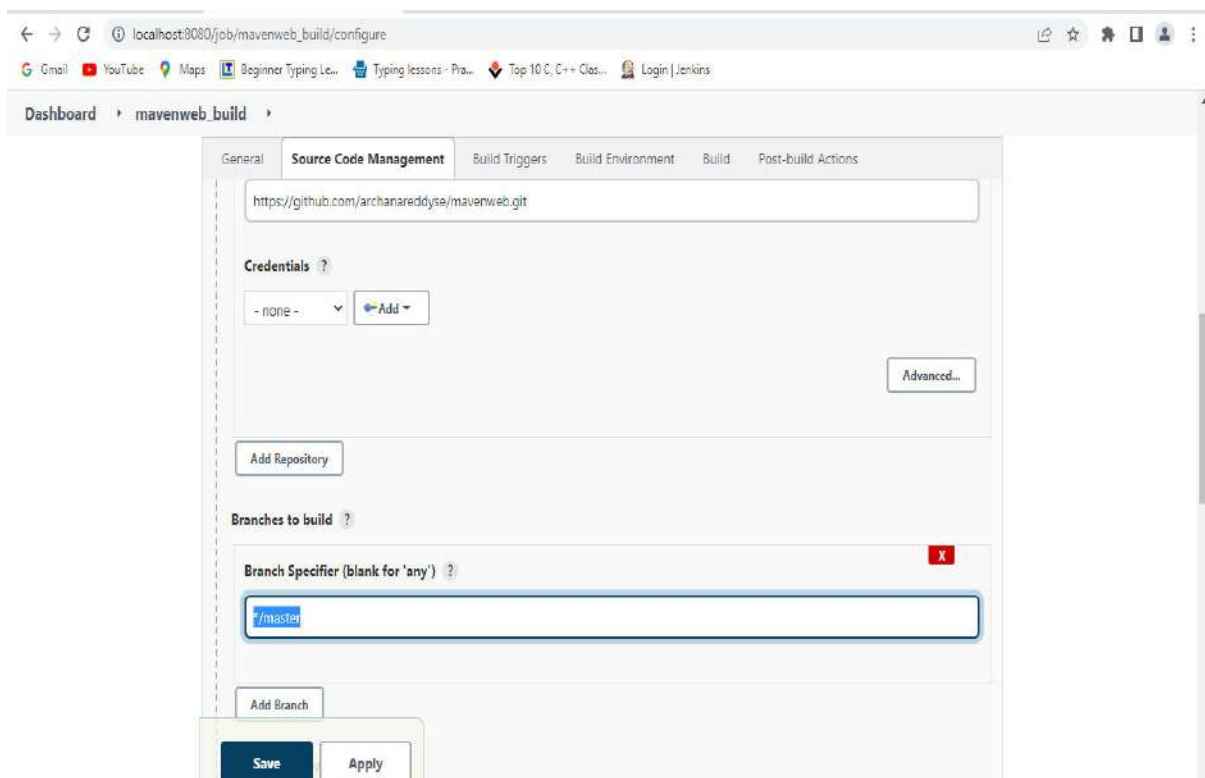 localhost:8080/job/mavenweb_build/configure
Gmail YouTube Maps Beginner Typing Le... Typing lessons - Pra... Top 10 C, C++ Clas... Login | Jenkins
Dashboard mavenweb_build
General Source Code Management Build Triggers Build Environment Build Post-build Actions
https://github.com/archanareddyse/mavenweb.git
Credentials ?
- none - Add
Advanced...
Add Repository
Branches to build ?
X
Branch Specifier (blank for 'any') ?
*/master
Add Branch
Save Apply